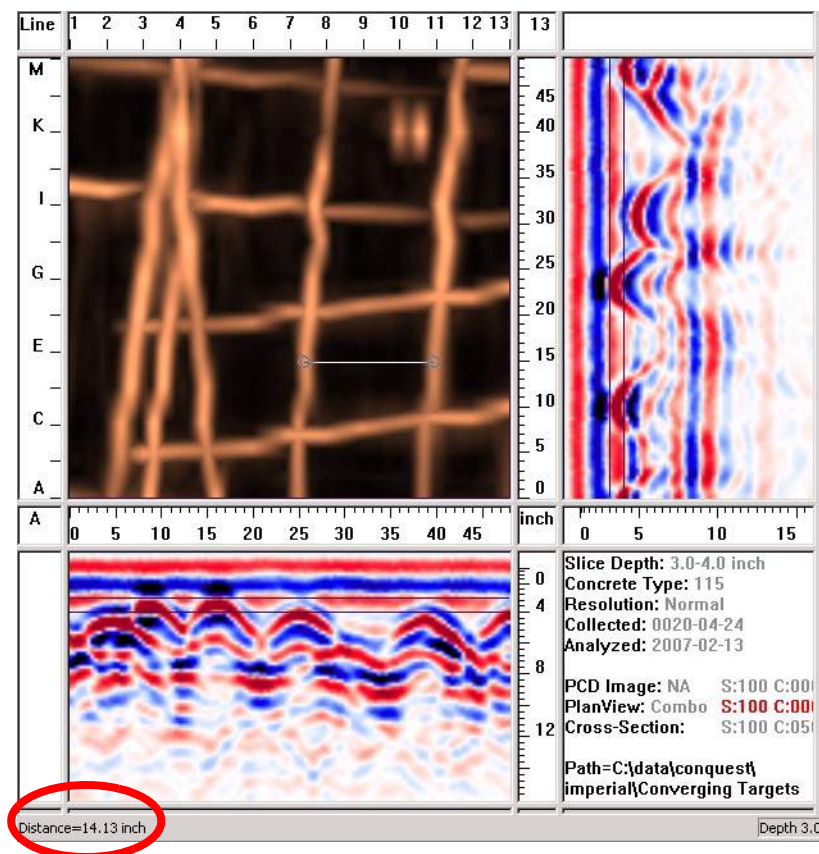 Line 1 2 3 4 5 6 7 8 9 10 11 12 13 13
M
K
I
G
E
C
A
45
40
35
30
25
20
15
10
5
0
A 0 5 10 15 20 25 30 35 40 45 inch 0 5 10 15
0
4
8
12
Slice Depth: 3.0-4.0 inch
Concrete Type: 115
Resolution: Normal
Collected: 0020-04-24
Analyzed: 2007-02-13
PCD Image: NA S:100 C:00
PlanView: Combo S:100 C:00
Cross-Section: S:100 C:05
Path=C:\data\conquest\
imperial\Converging Targets
Distance=14.13 inch
Depth 3.0